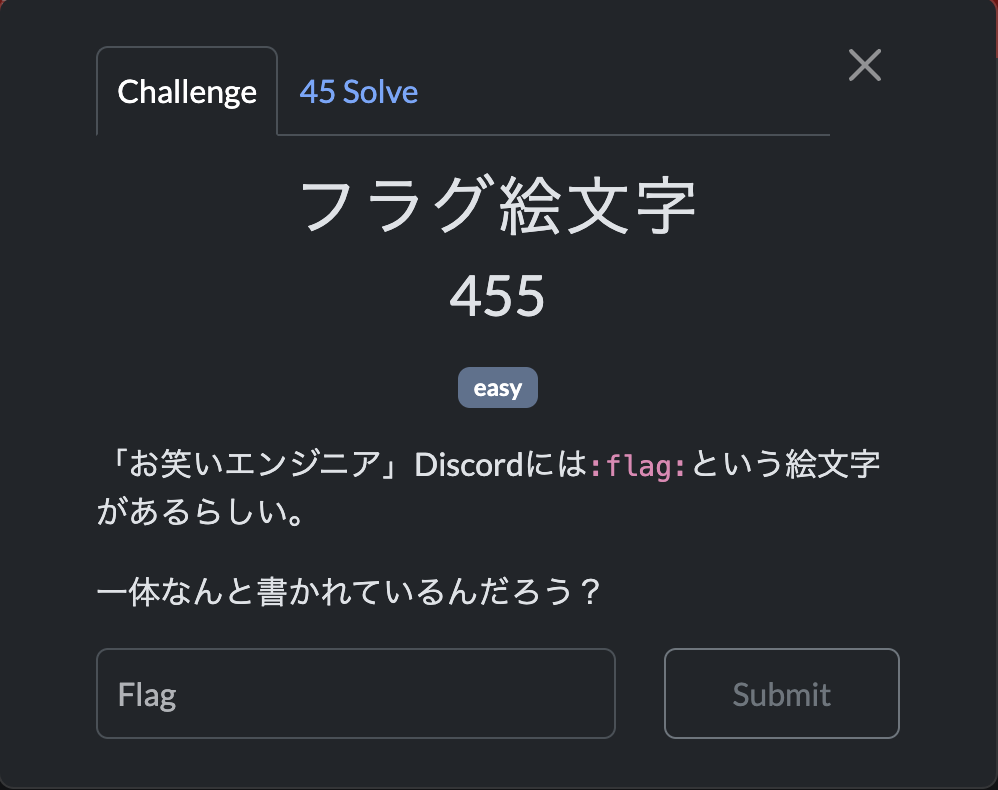 Challenge
45 Solve
フラグ絵文字
455
easy
「お笑いエンジニア」Discordには:flag:という絵文字
があるらしい。
一体なんと書かれているんだろう？
Flag
Submit